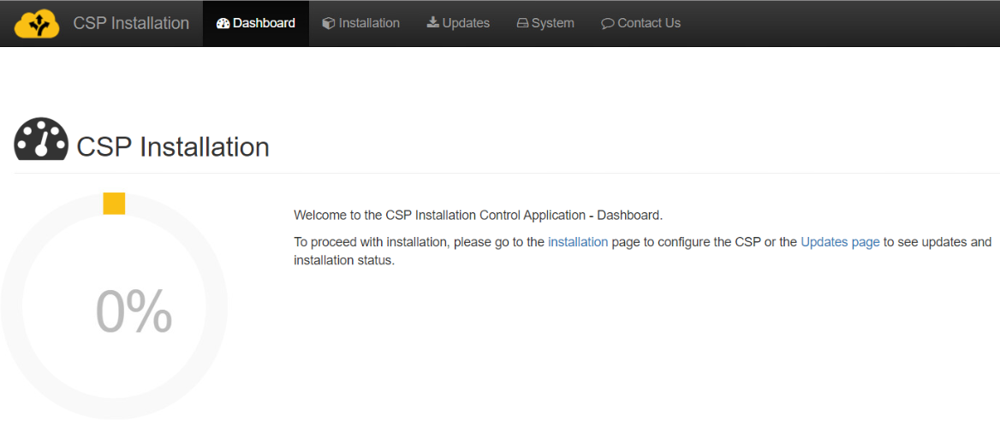 CSP Installation Dashboard Installation Updates System Contact Us
CSP Installation
0%
Welcome to the CSP Installation Control Application - Dashboard.
To proceed with installation, please go to the installation page to configure the CSP or the Updates page to see updates and
installation status.